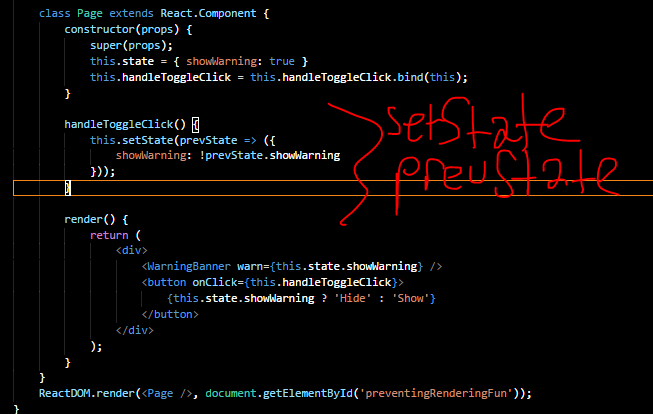 class Page extends React.Component {
constructor(props) {
super(props);
this.state = { showWarning: true }
this.handleToggleClick = this.handleToggleClick.bind(this);
}
handleToggleClick() {
this.setState(prevState => ({
showWarning: !prevState.showWarning
}));
}
setState
prevState
render() {
return (
<div>
<WarningBanner warn={this.state.showWarning} />
<button onClick={this.handleToggleClick}>
{this.state.showWarning ? 'Hide' : 'Show'}
</button>
</div>
);
}
}
ReactDOM.render(<Page />, document.getElementById('preventingRenderingFun'));
}